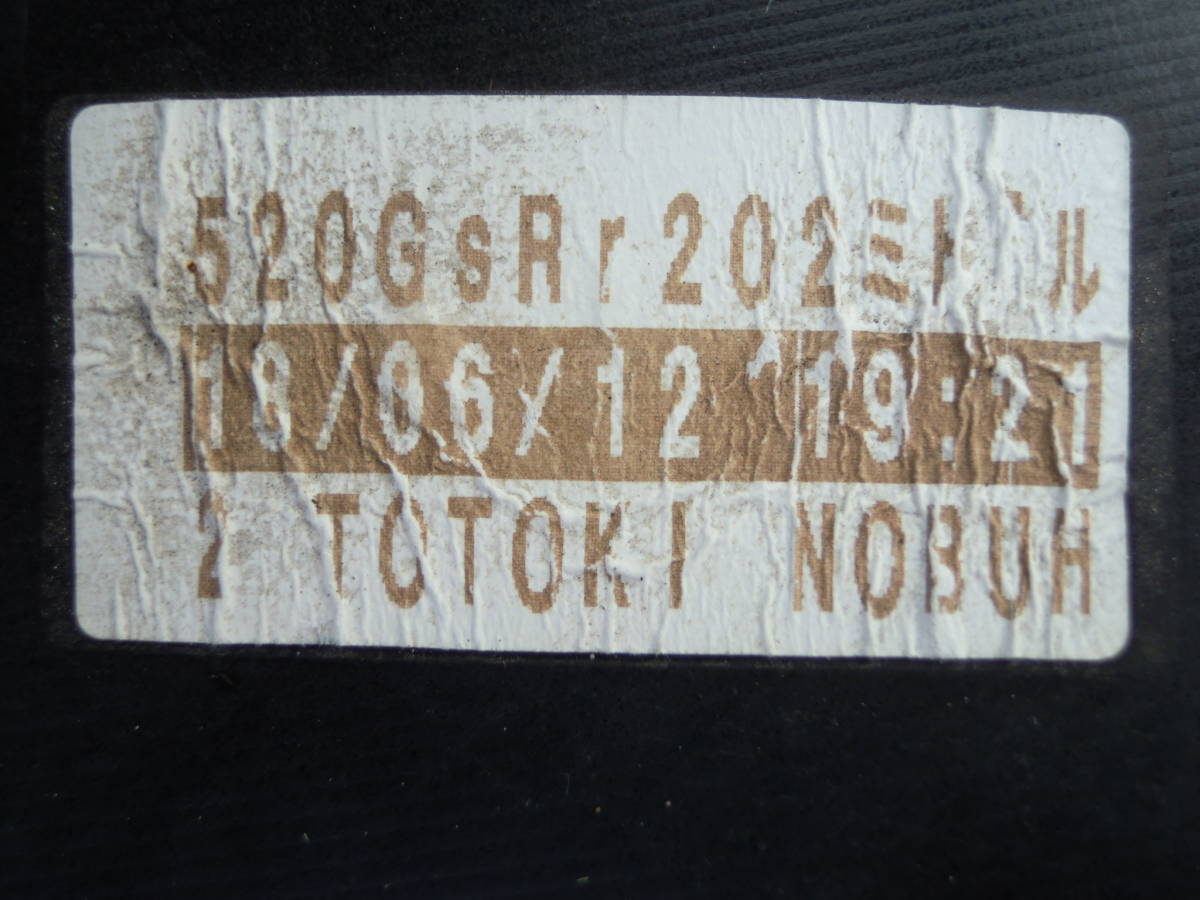 520GsRr202ﾐﾄﾞﾙ
18/06/12 19:21
2 TOTOKI NOBUH